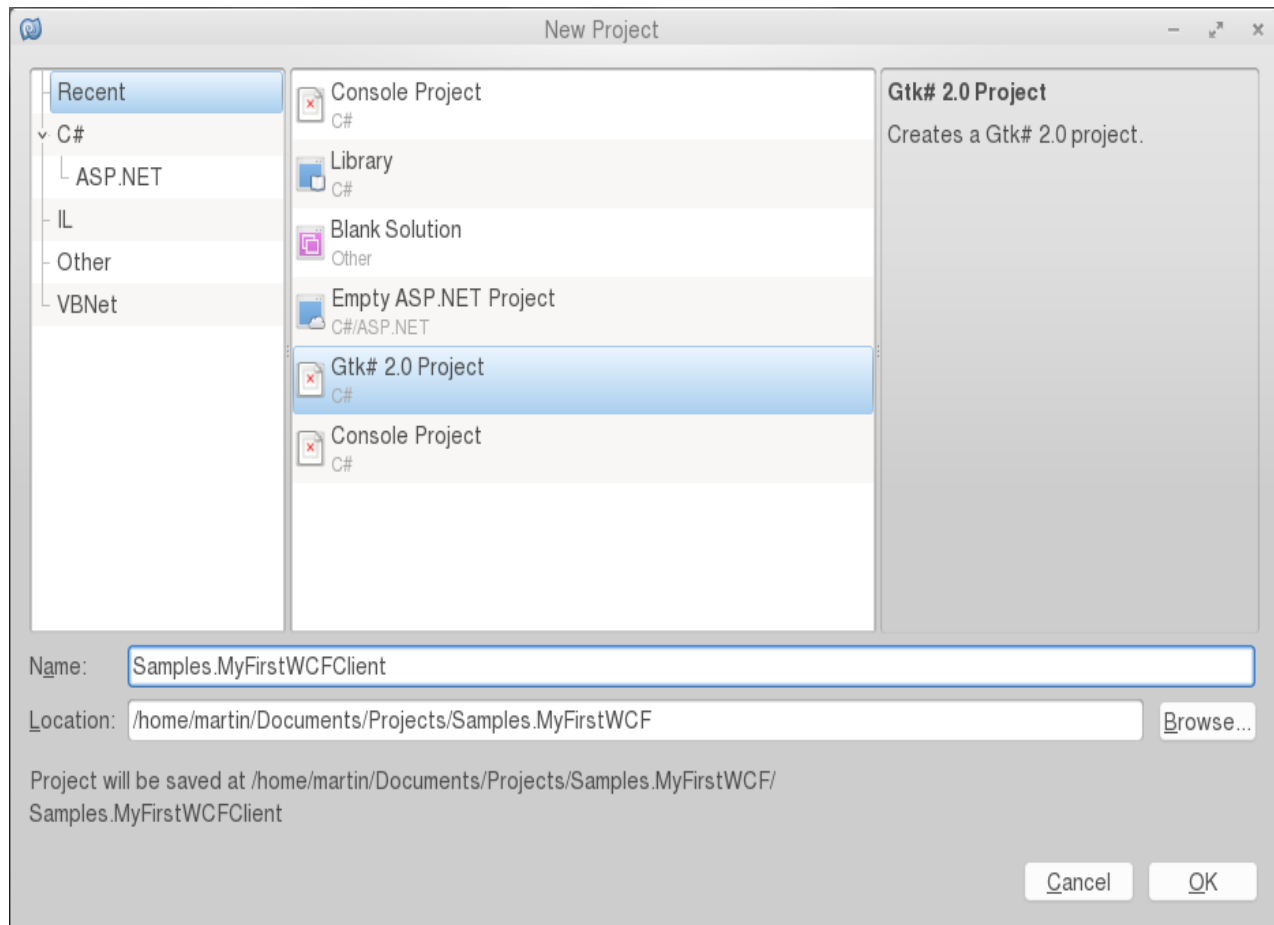 New Project
Recent
C#
ASP.NET
IL
Other
VBNet
Console Project
C#
Library
C#
Blank Solution
Other
Empty ASP.NET Project
C#/ASP.NET
Gtk# 2.0 Project
C#
Console Project
C#
Gtk# 2.0 Project
Creates a Gtk# 2.0 project.
Name: Samples.MyFirstWCFClient
Location: /home/martin/Documents/Projects/Samples.MyFirstWCF Browse...
Project will be saved at /home/martin/Documents/Projects/Samples.MyFirstWCF/
Samples.MyFirstWCFClient
Cancel OK